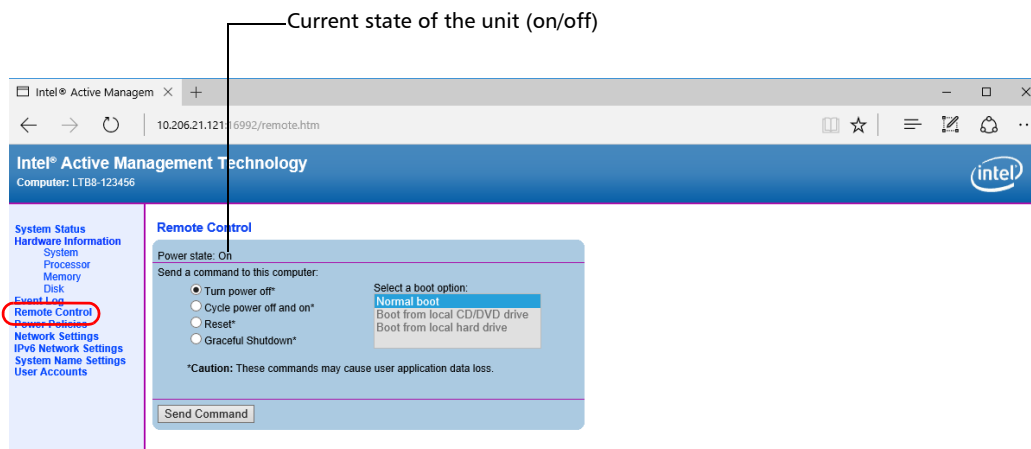 Current state of the unit (on/off)
Intel® Active Managem
10.206.21.121:16992/remote.htm
Intel® Active Management Technology
Computer: LTB8-123456
intel
System Status
Hardware Information
System
Processor
Memory
Disk
Event Log
Remote Control
Power Policies
Network Settings
IPv6 Network Settings
System Name Settings
User Accounts
Remote Control
Power state: On
Send a command to this computer:
Turn power off*
Cycle power off and on*
Reset*
Graceful Shutdown*
Select a boot option:
Normal boot
Boot from local CD/DVD drive
Boot from local hard drive
*Caution: These commands may cause user application data loss.
Send Command